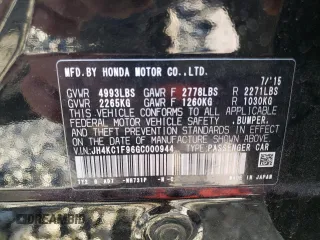 MFD.BY HONDA MOTOR CO.,LTD.
7/'15
GVWR 4993LBS GAWR F 2778LBS R 2271LBS
GVWR 2265KG GAWR F 1260KG R 1030KG
THIS VEHICLE CONFORMS TO ALL APPLICABLE
FEDERAL MOTOR VEHICLE SAFETY, BUMPER,
AND THEFT PREVENTION STANDARDS IN EFFECT
ON THE DATE OF MANUFACTURE SHOWN ABOVE.
V.I.N: JH4KC1F96GC000944 TYPE: PASSENGER CAR
MADE IN JAPAN